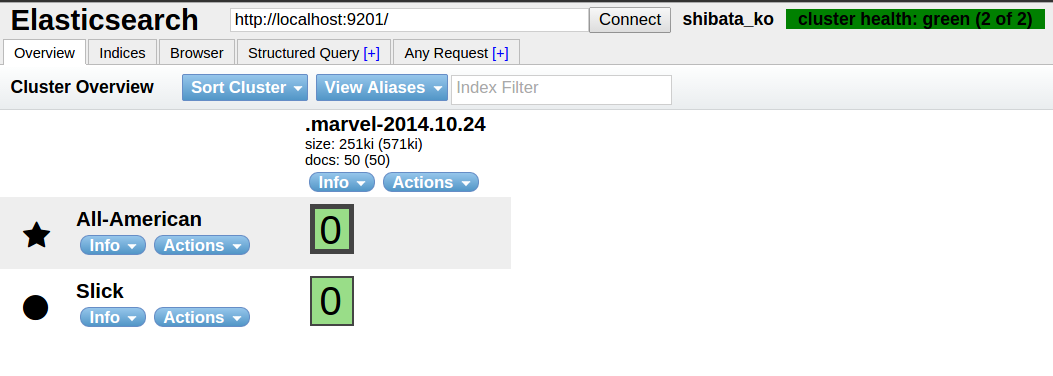 Elasticsearch http://localhost:9201/ Connect shibata_ko cluster health: green (2 of 2)
Overview Indices Browser Structured Query [+] Any Request [+]
Cluster Overview Sort Cluster View Aliases Index Filter
.marvel-2014.10.24
size: 251ki (571ki)
docs: 50 (50)
Info Actions
All-American 0
Info Actions
Slick 0
Info Actions